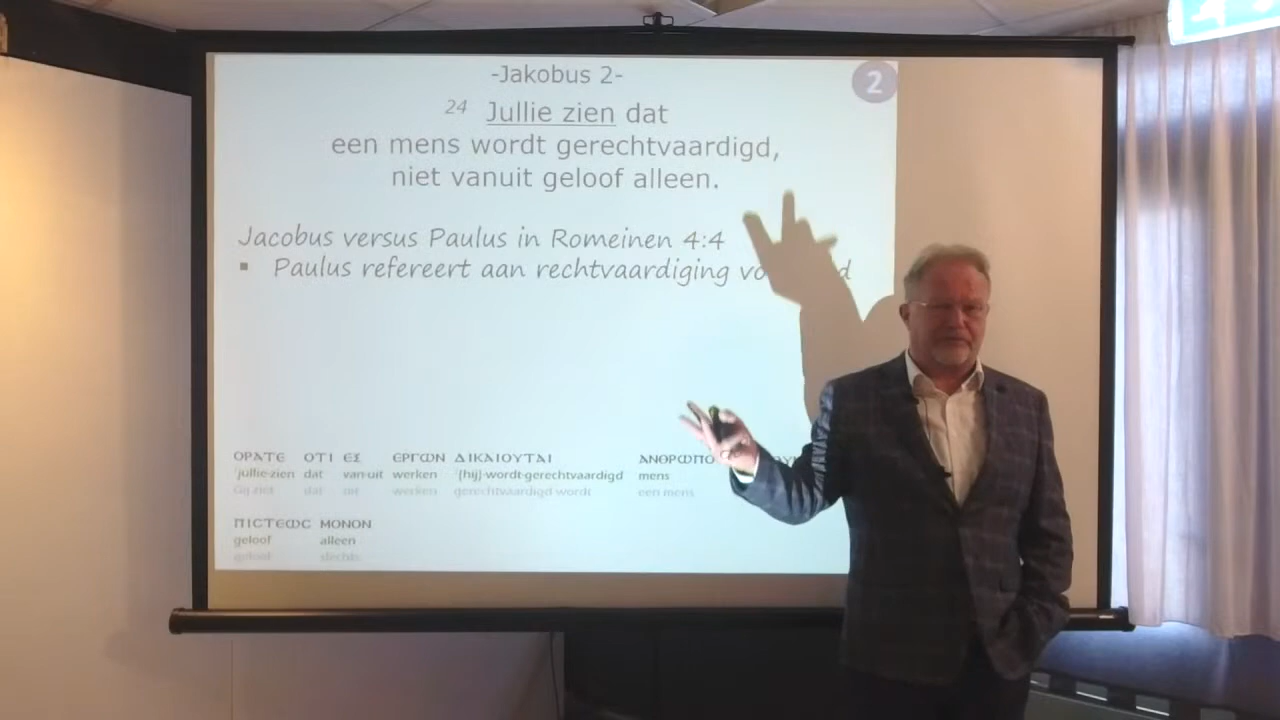 -Jakobus 2-
2
24 Jullie zien dat
een mens wordt gerechtvaardigd,
niet vanuit geloof alleen.
Jacobus versus Paulus in Romeinen 4:4
▪ Paulus refereert aan rechtvaardiging
ΟΡΑΤΕ ΟΤΙ ΕΞ ΕΡΓΩΝ ΔΙΚΑΙΟΥΤΑΙ
'jullie-zien dat van-uit werken '(hij)-wordt-gerechtvaardigd mens
Gij ziet dat uit werken gerechtvaardigd wordt een mens
ΠΙϹΤΕΩϹ ΜΟΝΟΝ
geloof alleen
geloof slechts